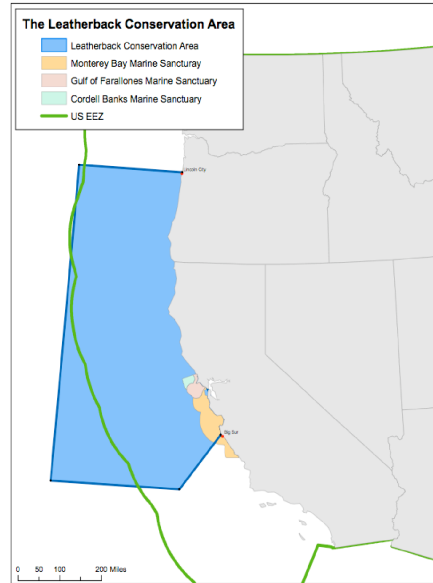 The Leatherback Conservation Area
Leatherback Conservation Area
Monterey Bay Marine Sancturay
Gulf of Farallones Marine Sanctuary
Cordell Banks Marine Sanctuary
US EEZ
Lincoln City
Big Sur
0 50 100 200 Miles